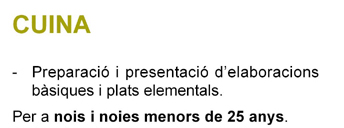 CUINA
- Preparació i presentació d'elaboracions
bàsiques i plats elementals.
Per a nois i noies menors de 25 anys.